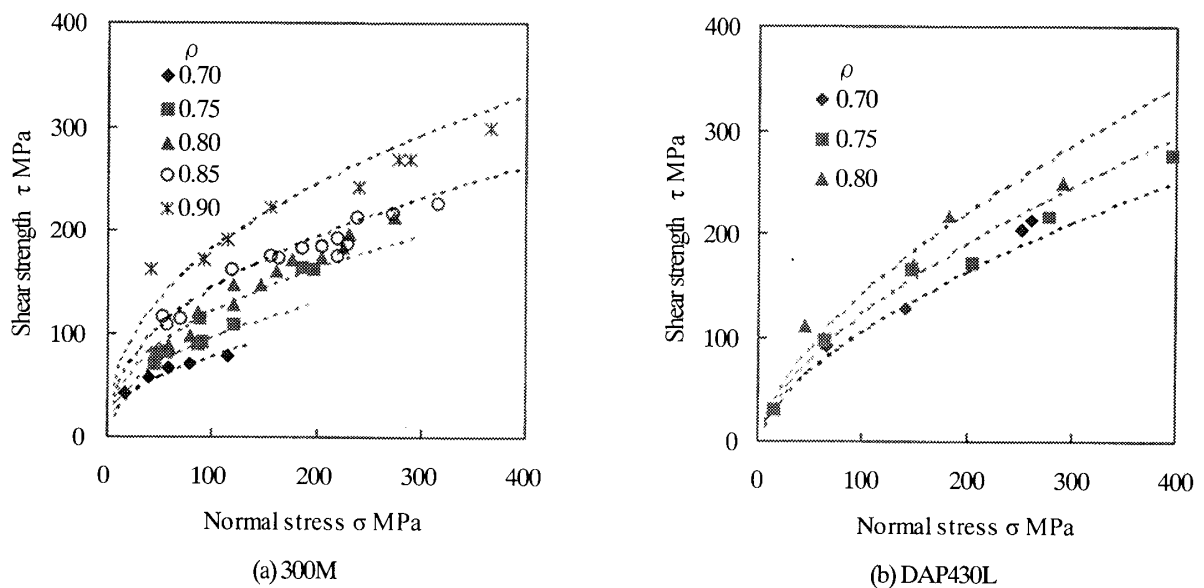 400
300
200
100
0
Shear strength τ MPa
ρ
0.70
0.75
0.80
0.85
0.90
0 100 200 300 400
Normal stress σ MPa
(a) 300M
400
300
200
100
0
Shear strength τ MPa
ρ
0.70
0.75
0.80
0 100 200 300 400
Normal stress σ MPa
(b) DAP430L